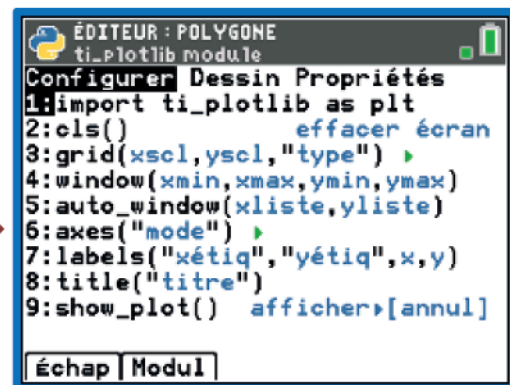 ÉDITEUR : POLYGONE
ti_plotlib module
Configurer Dessin Propriétés
1:import ti_plotlib as plt
2:cls() effacer écran
3:grid(xscl,yscl,"type") ▸
4:window(xmin,xmax,ymin,ymax)
5:auto_window(xliste,yliste)
6:axes("mode") ▸
7:labels("xétiq","yétiq",x,y)
8:title("titre")
9:show_plot() afficher▸[annul]
Échap Modul